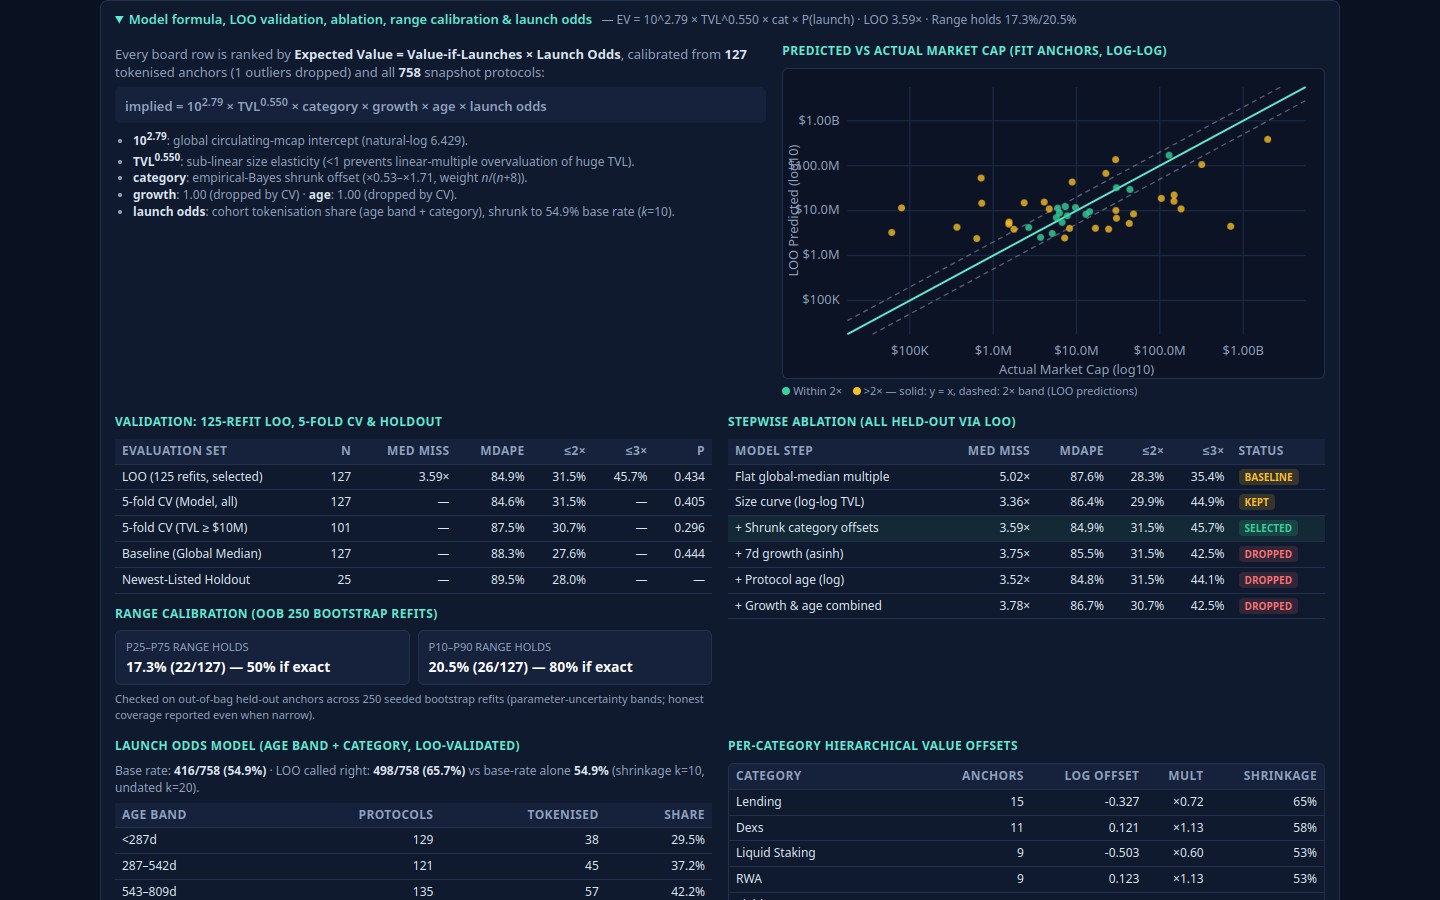 ▼ Model formula, LOO validation, ablation, range calibration & launch odds — EV = 10^2.79 × TVL^0.550 × cat × P(launch) · LOO 3.59× · Range holds 17.3%/20.5%
Every board row is ranked by Expected Value = Value-if-Launches × Launch Odds, calibrated from 127
tokenised anchors (1 outliers dropped) and all 758 snapshot protocols:
implied = 10^2.79 × TVL^0.550 × category × growth × age × launch odds
• 10^2.79: global circulating-mcap intercept (natural-log 6.429).
• TVL^0.550: sub-linear size elasticity (<1 prevents linear-multiple overvaluation of huge TVL).
• category: empirical-Bayes shrunk offset (×0.53–×1.71, weight n/(n+8)).
• growth: 1.00 (dropped by CV) · age: 1.00 (dropped by CV).
• launch odds: cohort tokenisation share (age band + category), shrunk to 54.9% base rate (k=10).
PREDICTED VS ACTUAL MARKET CAP (FIT ANCHORS, LOG-LOG)
LOO Predicted (log10)
$1.00B
$100.0M
$10.0M
$1.0M
$100K
$100K $1.0M $10.0M $100.0M $1.00B
Actual Market Cap (log10)
Within 2× >2× — solid: y = x, dashed: 2× band (LOO predictions)
VALIDATION: 125-REFIT LOO, 5-FOLD CV & HOLDOUT
EVALUATION SET N MED MISS MDAPE ≤2× ≤3× P
LOO (125 refits, selected) 127 3.59× 84.9% 31.5% 45.7% 0.434
5-fold CV (Model, all) 127 — 84.6% 31.5% — 0.405
5-fold CV (TVL ≥ $10M) 101 — 87.5% 30.7% — 0.296
Baseline (Global Median) 127 — 88.3% 27.6% — 0.444
Newest-Listed Holdout 25 — 89.5% 28.0% — —
RANGE CALIBRATION (OOB 250 BOOTSTRAP REFITS)
P25–P75 RANGE HOLDS
17.3% (22/127) — 50% if exact
P10–P90 RANGE HOLDS
20.5% (26/127) — 80% if exact
Checked on out-of-bag held-out anchors across 250 seeded bootstrap refits (parameter-uncertainty bands; honest
coverage reported even when narrow).
STEPWISE ABLATION (ALL HELD-OUT VIA LOO)
MODEL STEP MED MISS MDAPE ≤2× ≤3× STATUS
Flat global-median multiple 5.02× 87.6% 28.3% 35.4% BASELINE
Size curve (log-log TVL) 3.36× 86.4% 29.9% 44.9% KEPT
+ Shrunk category offsets 3.59× 84.9% 31.5% 45.7% SELECTED
+ 7d growth (asinh) 3.75× 85.5% 31.5% 42.5% DROPPED
+ Protocol age (log) 3.52× 84.8% 31.5% 44.1% DROPPED
+ Growth & age combined 3.78× 86.7% 30.7% 42.5% DROPPED
LAUNCH ODDS MODEL (AGE BAND + CATEGORY, LOO-VALIDATED)
Base rate: 416/758 (54.9%) · LOO called right: 498/758 (65.7%) vs base-rate alone 54.9% (shrinkage k=10,
undated k=20).
AGE BAND PROTOCOLS TOKENISED SHARE
<287d 129 38 29.5%
287–542d 121 45 37.2%
543–809d 135 57 42.2%
PER-CATEGORY HIERARCHICAL VALUE OFFSETS
CATEGORY ANCHORS LOG OFFSET MULT SHRINKAGE
Lending 15 -0.327 ×0.72 65%
Dexs 11 0.121 ×1.13 58%
Liquid Staking 9 -0.503 ×0.60 53%
RWA 9 0.123 ×1.13 53%